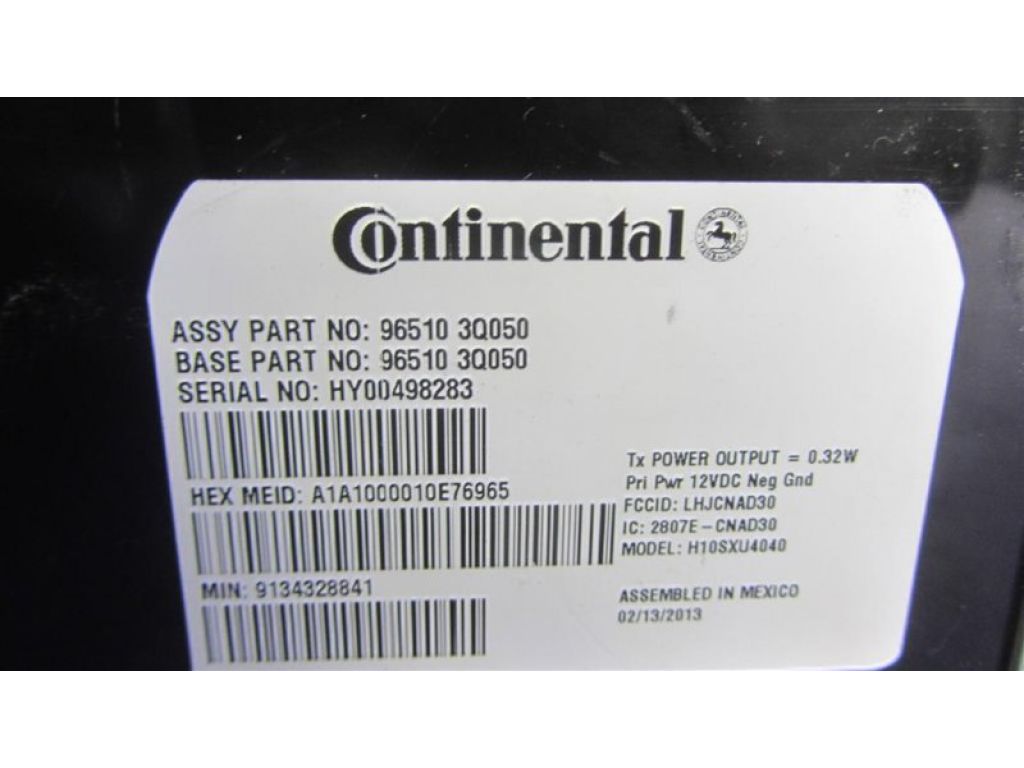 Continental
ASSY PART NO: 96510 3Q050
BASE PART NO: 96510 3Q050
SERIAL NO: HY00498283
HEX MEID: A1A1000010E76965
MIN: 9134328841
Tx POWER OUTPUT = 0.32W
Pri Pwr 12VDC Neg Gnd
FCCID: LHJCNAD30
IC: 2807E-CNAD30
MODEL: H10SXU4040
ASSEMBLED IN MEXICO
02/13/2013